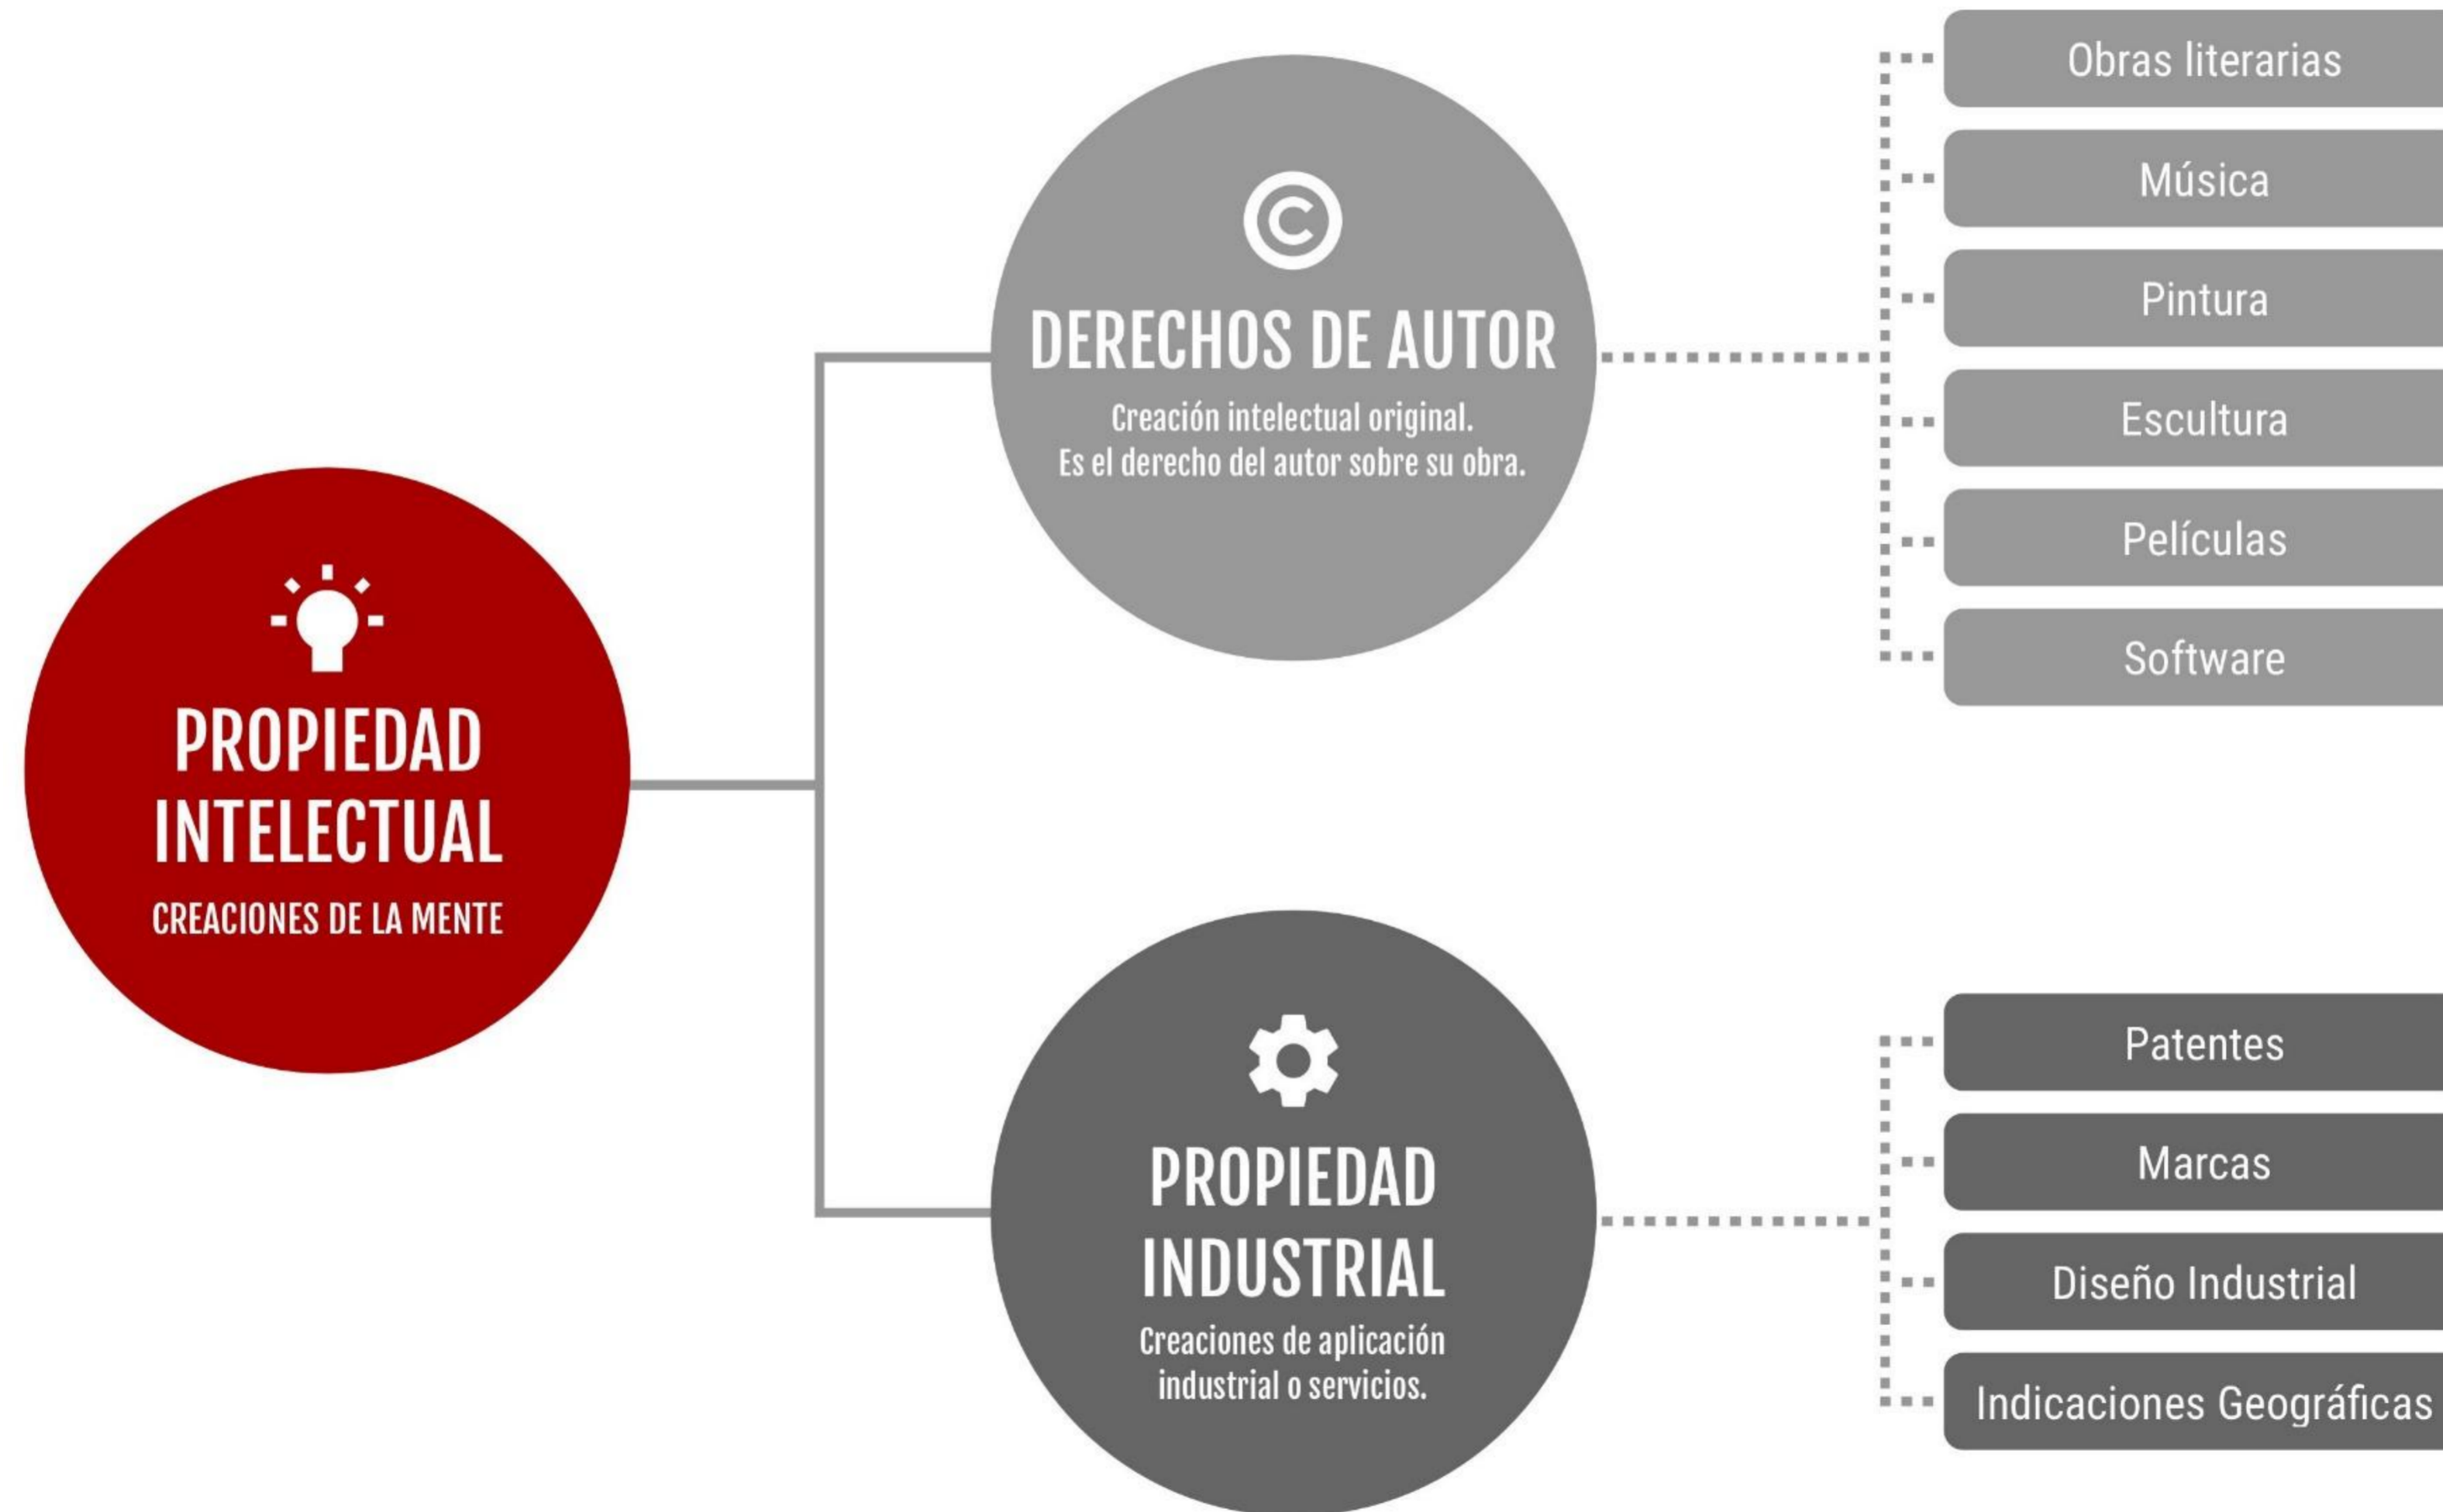 PROPIEDAD
INTELECTUAL
CREACIONES DE LA MENTE
©
DERECHOS DE AUTOR
Creación intelectual original.
Es el derecho del autor sobre su obra.
Obras literarias
Música
Pintura
Escultura
Películas
Software
PROPIEDAD
INDUSTRIAL
Creaciones de aplicación
industrial o servicios.
Patentes
Marcas
Diseño Industrial
Indicaciones Geográficas